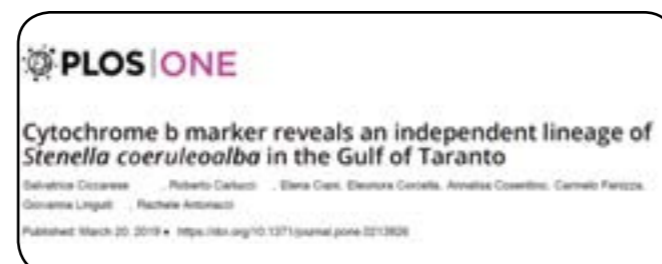 PLOS ONE
Cytochrome b marker reveals an independent lineage of
Stenella coeruleoalba in the Gulf of Taranto
Salvatrice Ciccarese, Roberto Carlucci, Elena Ciani, Eleonora Corcella, Annalisa Cosentino, Carmelo Fanizza,
Giovanna Linguiti, Rachele Antonacci
Published: March 20, 2019 • https://doi.org/10.1371/journal.pone.0213826